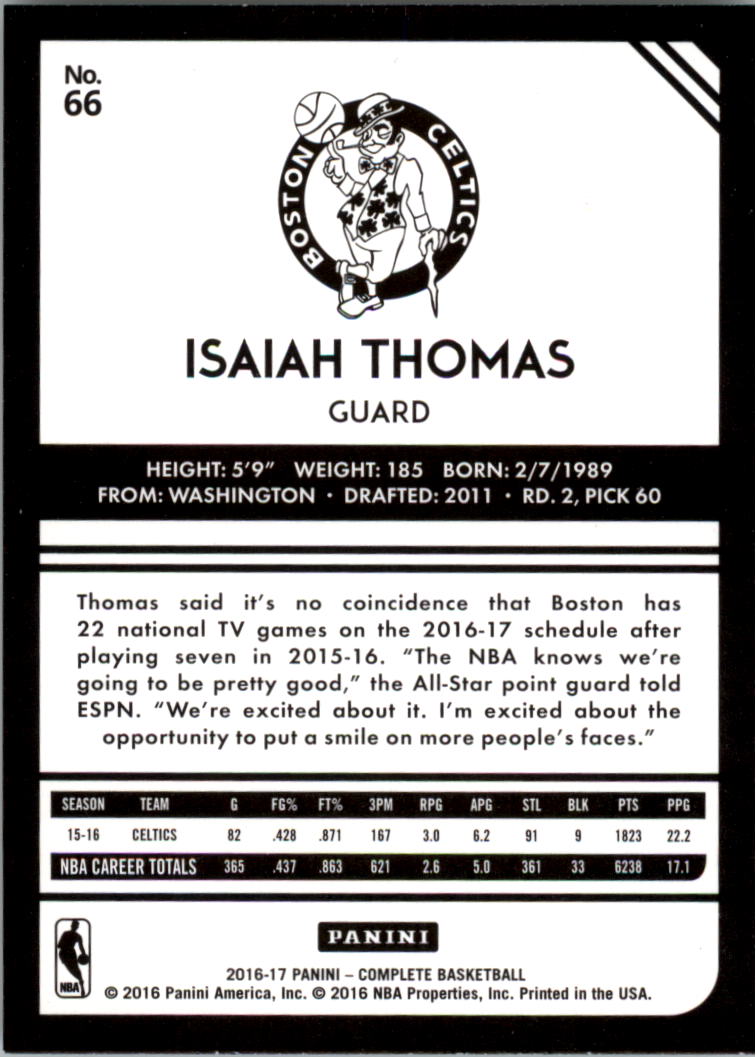 No.
66
BOSTON CELTICS
ISAIAH THOMAS
GUARD
HEIGHT: 5'9" WEIGHT: 185 BORN: 2/7/1989
FROM: WASHINGTON • DRAFTED: 2011 • RD. 2, PICK 60
Thomas said it's no coincidence that Boston has
22 national TV games on the 2016-17 schedule after
playing seven in 2015-16. "The NBA knows we're
going to be pretty good," the All-Star point guard told
ESPN. "We're excited about it. I'm excited about the
opportunity to put a smile on more people's faces."
SEASON TEAM G FG% FT% 3PM RPG APG STL BLK PTS PPG
15-16 CELTICS 82 .428 .871 167 3.0 6.2 91 9 1823 22.2
NBA CAREER TOTALS 365 .437 .863 621 2.6 5.0 361 33 6238 17.1
PANINI
NBA
2016-17 PANINI – COMPLETE BASKETBALL
© 2016 Panini America, Inc. © 2016 NBA Properties, Inc. Printed in the USA.